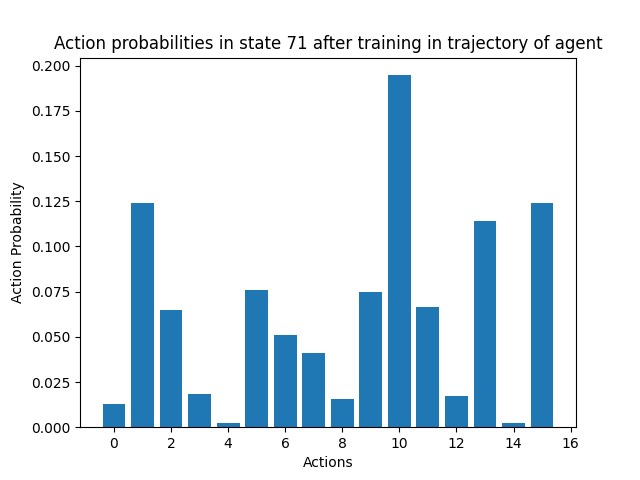 Action probabilities in state 71 after training in trajectory of agent
0.200
0.175
0.150
0.125
0.100
0.075
0.050
0.025
0.000
Action Probability
0 2 4 6 8 10 12 14 16
Actions